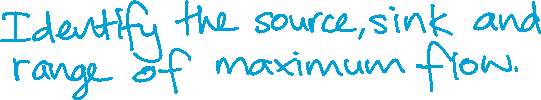 Identify the source, sink and
range of maximum flow.